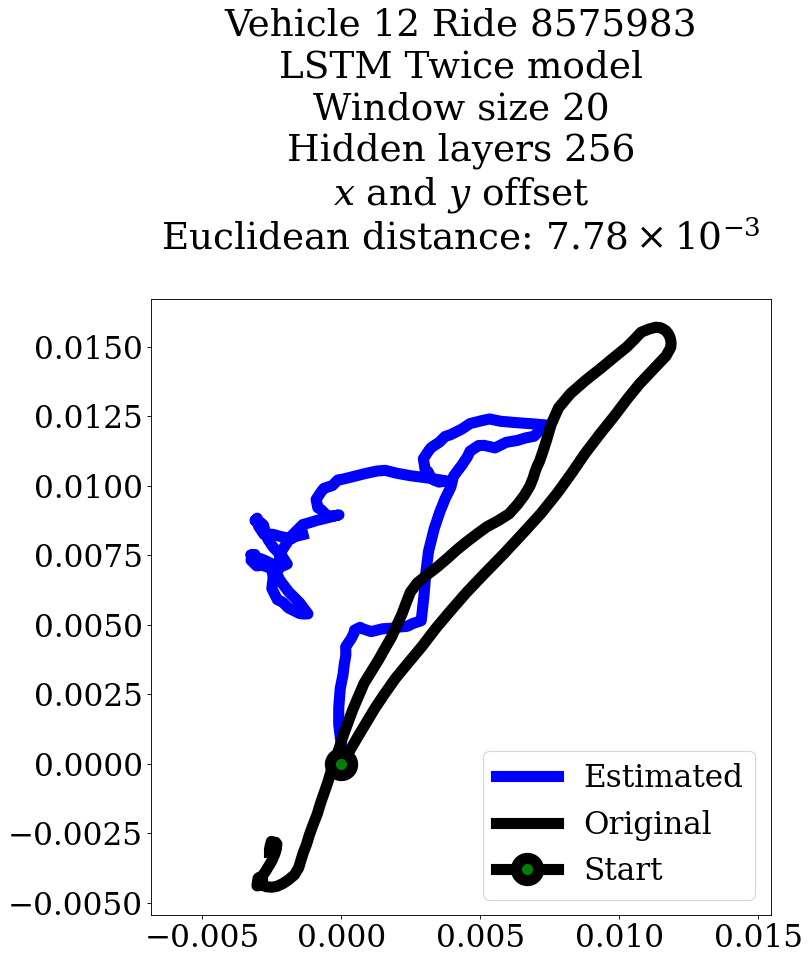 Vehicle 12 Ride 8575983
LSTM Twice model
Window size 20
Hidden layers 256
x and y offset
Euclidean distance: 7.78 × 10⁻³
0.0150
0.0125
0.0100
0.0075
0.0050
0.0025
0.0000
−0.0025
−0.0050
Estimated
Original
Start
−0.005 0.000 0.005 0.010 0.015